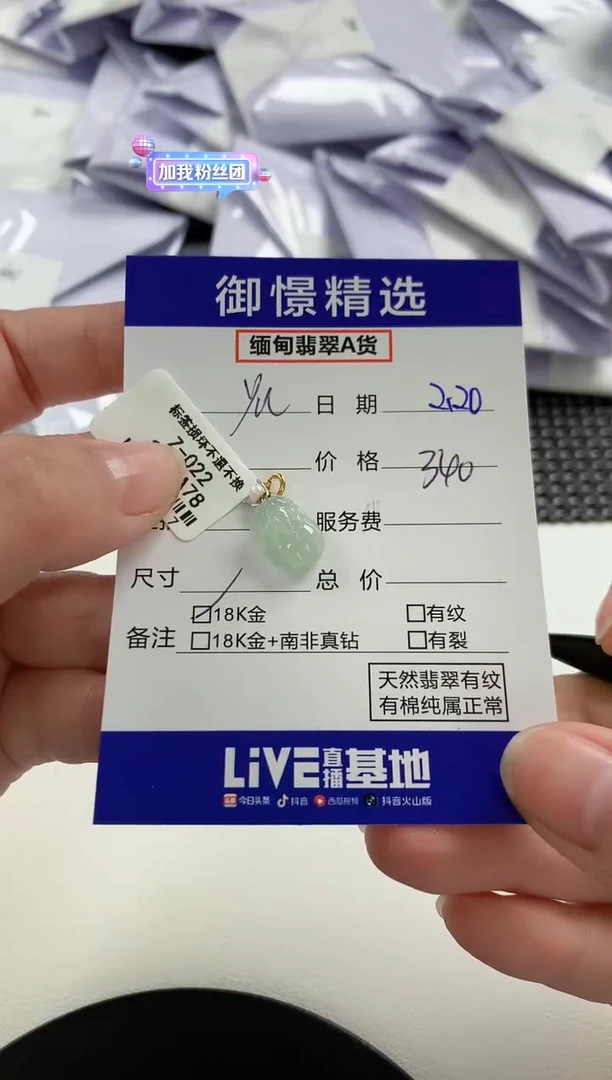 加我粉丝团
御憬精选
缅甸翡翠A货
日期 2.20
标签损坏不退不换
7-022
178
价格 340
服务费
尺寸 总价
备注 ☑18K金 □有纹
□18K金+南非真钻 □有裂
天然翡翠有纹
有棉纯属正常
LiVE直播基地
今日头条 抖音 西瓜视频 抖音火山版